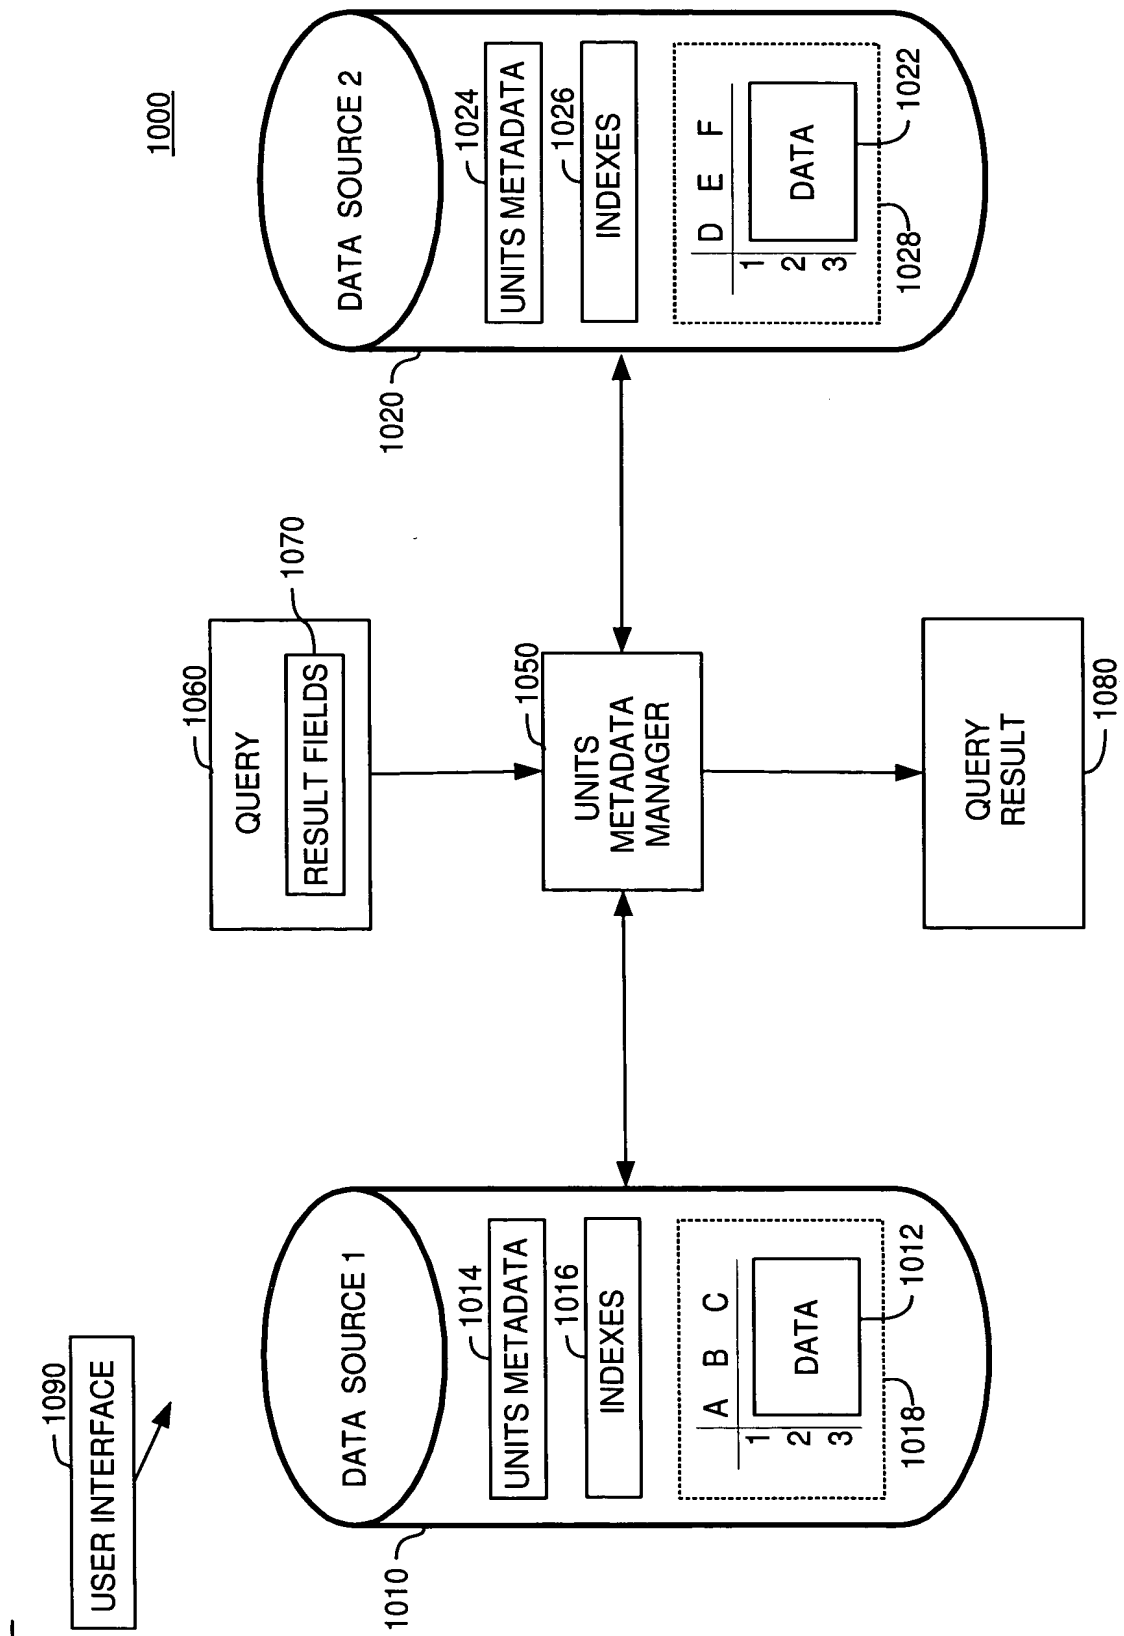 1000
USER INTERFACE
1090
QUERY
RESULT FIELDS
1060
1070
DATA SOURCE 1
UNITS METADATA
1014
INDEXES
1016
A B C
1
2
3
DATA
1012
1018
1010
UNITS
METADATA
MANAGER
1050
DATA SOURCE 2
UNITS METADATA
1024
INDEXES
1026
D E F
1
2
3
DATA
1022
1028
1020
QUERY
RESULT
1080